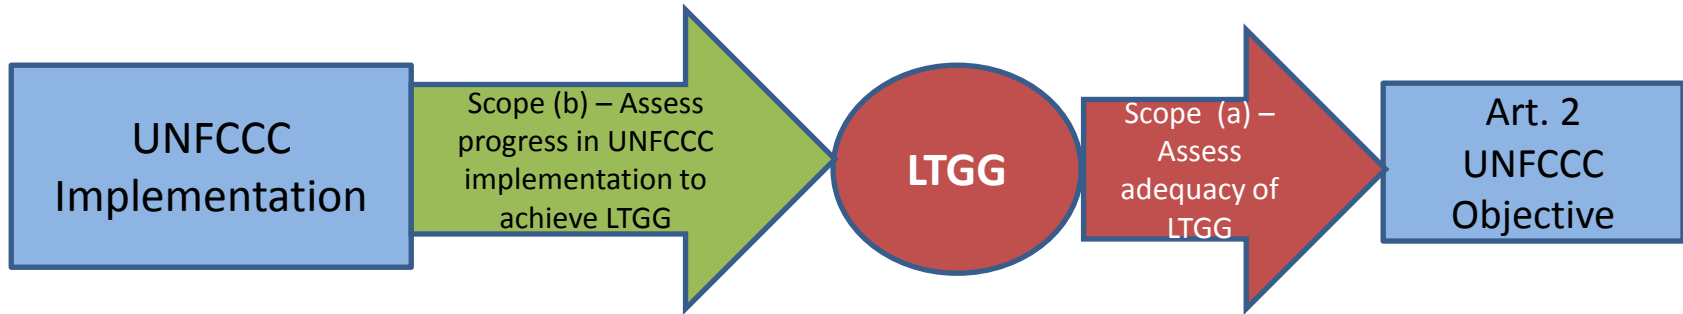 UNFCCC
Implementation
Scope (b) – Assess
progress in UNFCCC
implementation to
achieve LTGG
LTGG
Scope (a) –
Assess
adequacy of
LTGG
Art. 2
UNFCCC
Objective